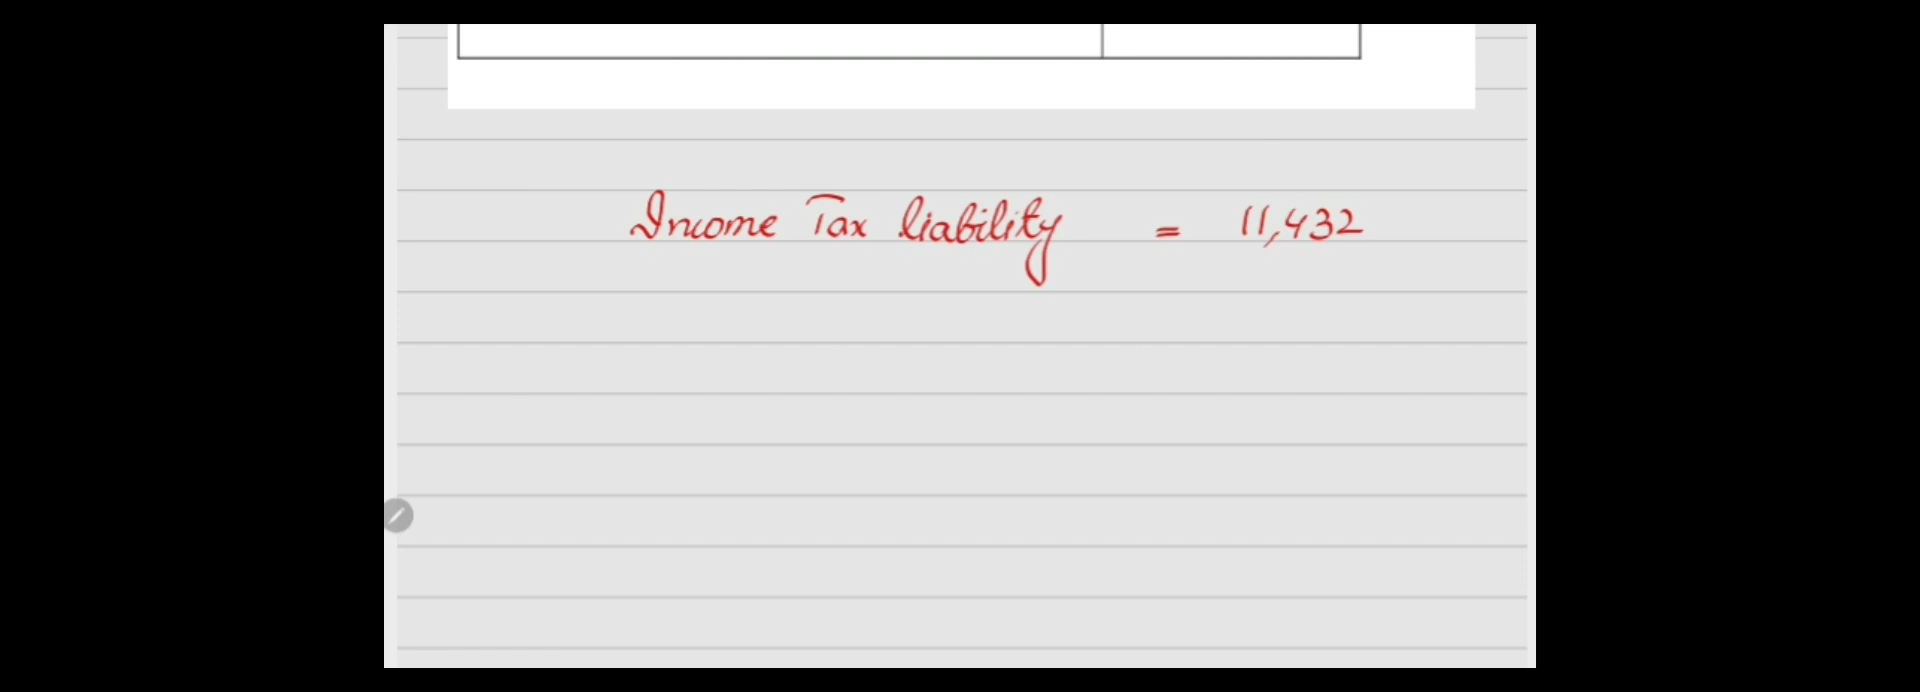 Income Tax liability = 11,432